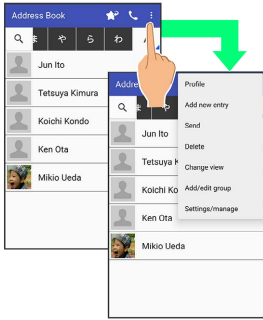 Address Book
ま や ら わ
Jun Ito
Tetsuya Kimura
Koichi Kondo
Ken Ota
Mikio Ueda
Addre
Profile
Add new entry
Send
Delete
Change view
Add/edit group
Settings/manage
Jun Ito
Tetsuya K
Koichi Ko
Ken Ota
Mikio Ueda